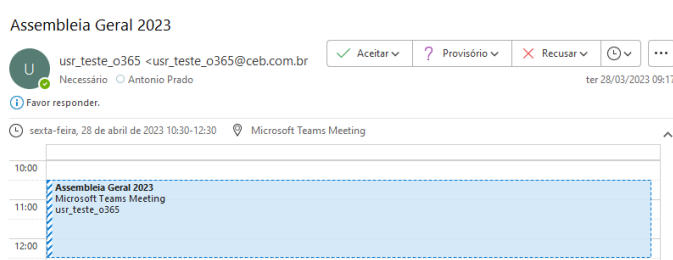 Assembleia Geral 2023
U
usr_teste_o365 <usr_teste_o365@ceb.com.br
Aceitar
Provisório
Recusar
Necessário Antonio Prado
ter 28/03/2023 09:17
Favor responder.
sexta-feira, 28 de abril de 2023 10:30-12:30 Microsoft Teams Meeting
10:00
Assembleia Geral 2023
Microsoft Teams Meeting
11:00 usr_teste_o365
12:00